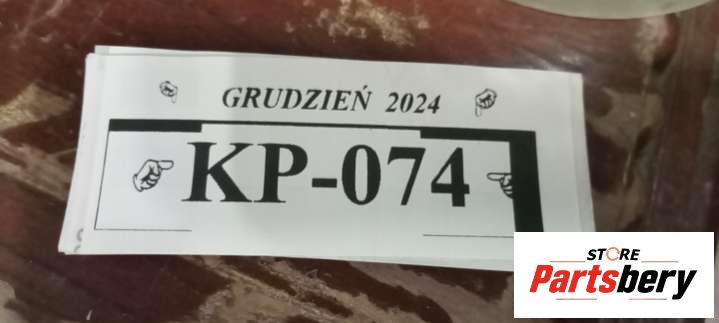 GRUDZIEŃ 2024
KP-074
STORE
Partsbery